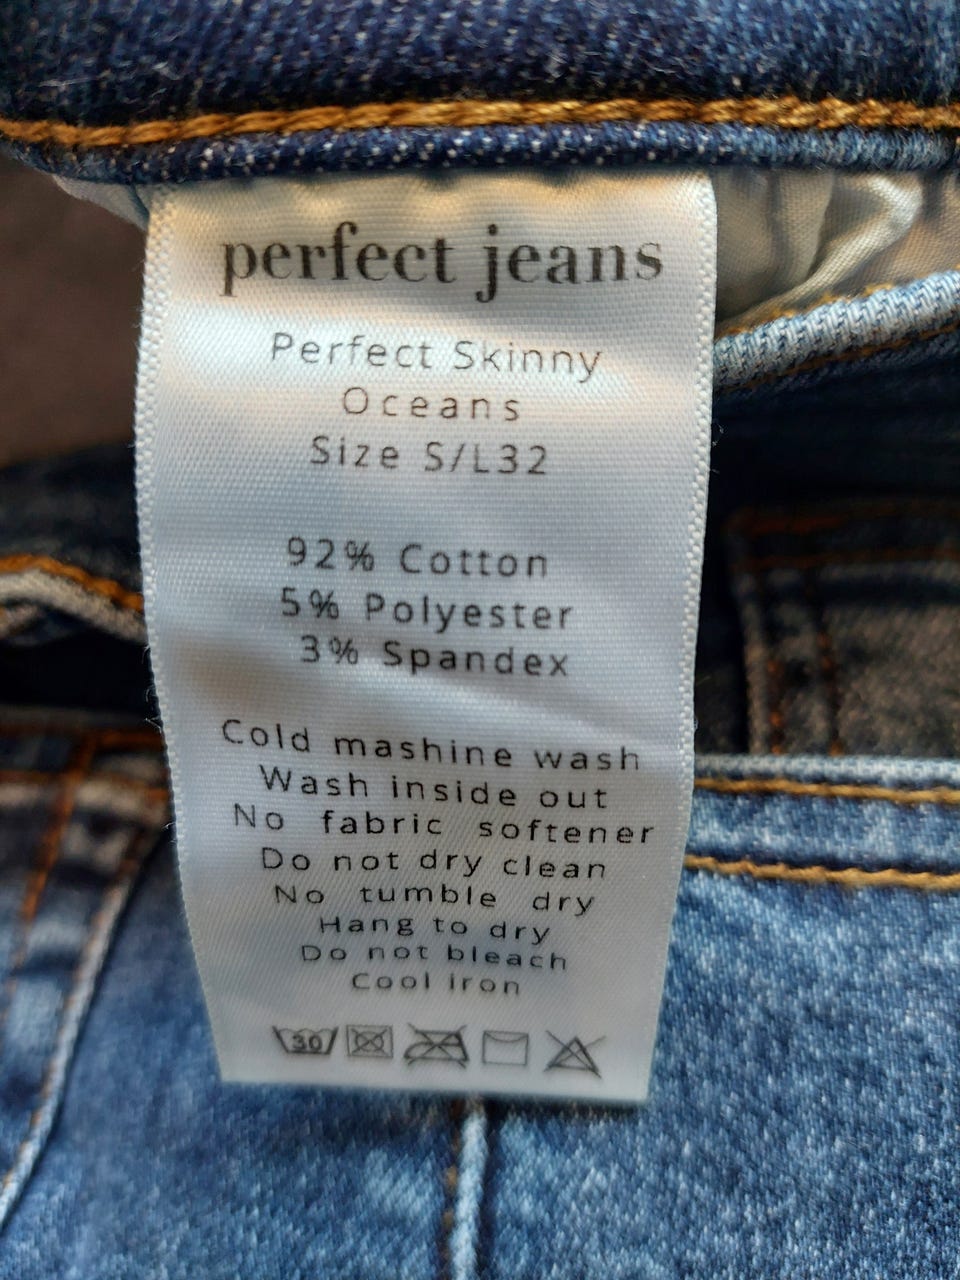 perfect jeans
Perfect Skinny
Oceans
Size S/L32
92% Cotton
5% Polyester
3% Spandex
Cold mashine wash
Wash inside out
No fabric softener
Do not dry clean
No tumble dry
Hang to dry
Do not bleach
Cool iron
30